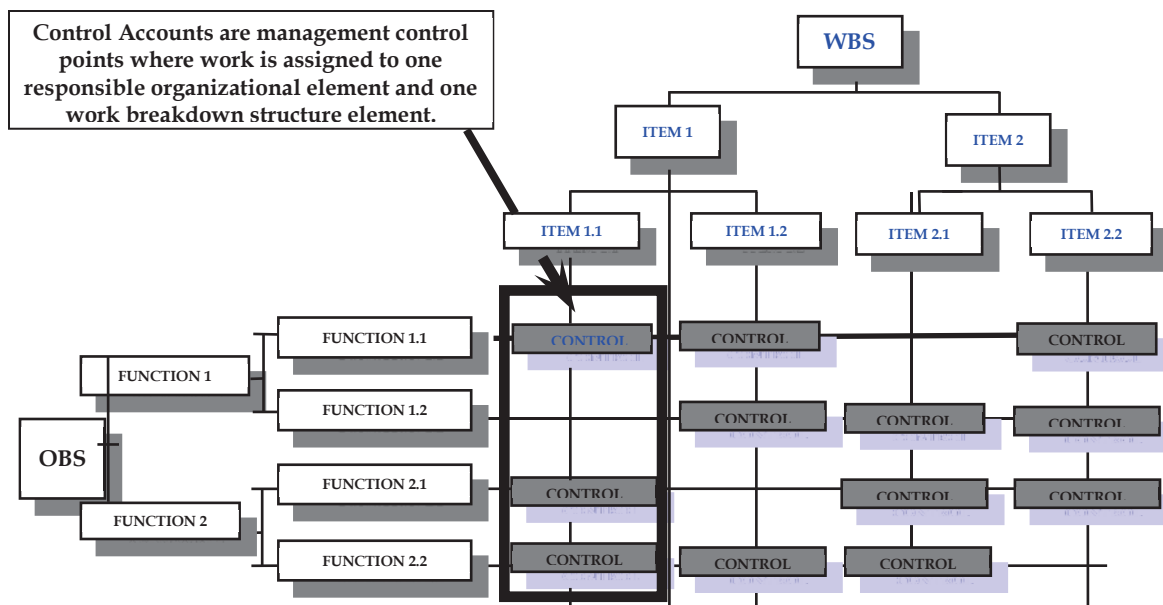 Control Accounts are management control
points where work is assigned to one
responsible organizational element and one
work breakdown structure element.
WBS
ITEM 1
ITEM 2
ITEM 1.1
ITEM 1.2
ITEM 2.1
ITEM 2.2
FUNCTION 1.1
CONTROL
CONTROL
CONTROL
FUNCTION 1
FUNCTION 1.2
CONTROL
CONTROL
CONTROL
OBS
FUNCTION 2.1
CONTROL
CONTROL
CONTROL
FUNCTION 2
FUNCTION 2.2
CONTROL
CONTROL
CONTROL